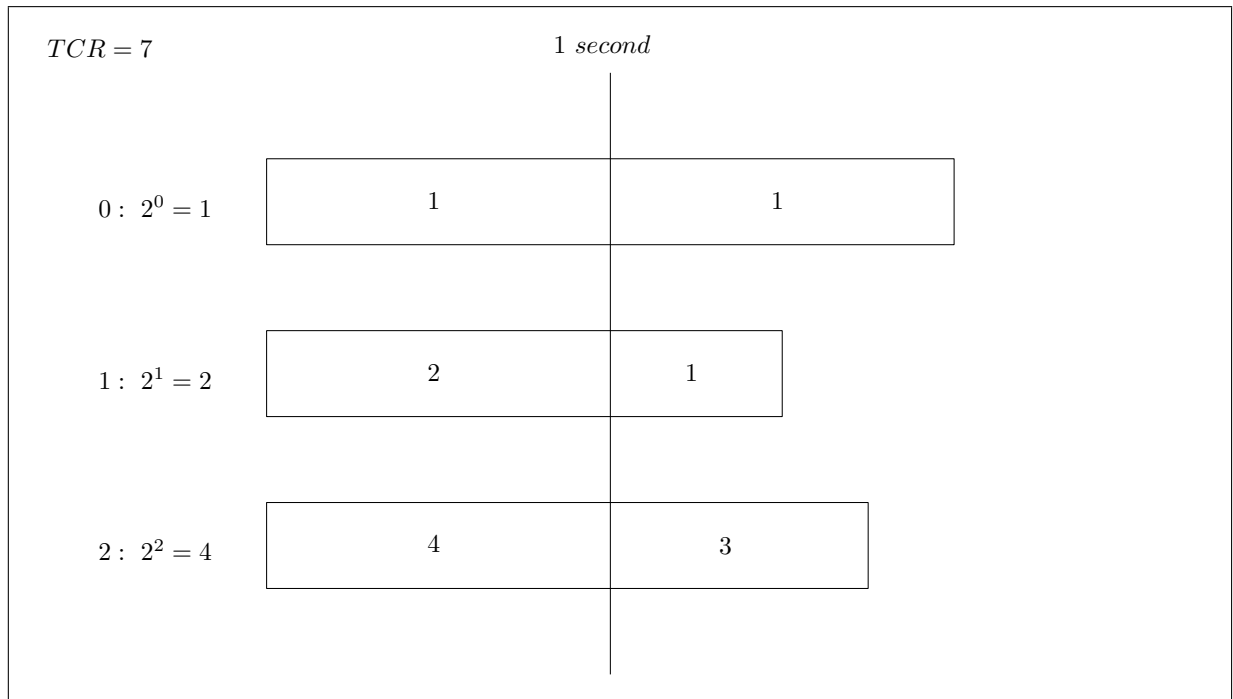 TCR = 7
1 second
0 : 2^0 = 1
1
1
1 : 2^1 = 2
2
1
2 : 2^2 = 4
4
3